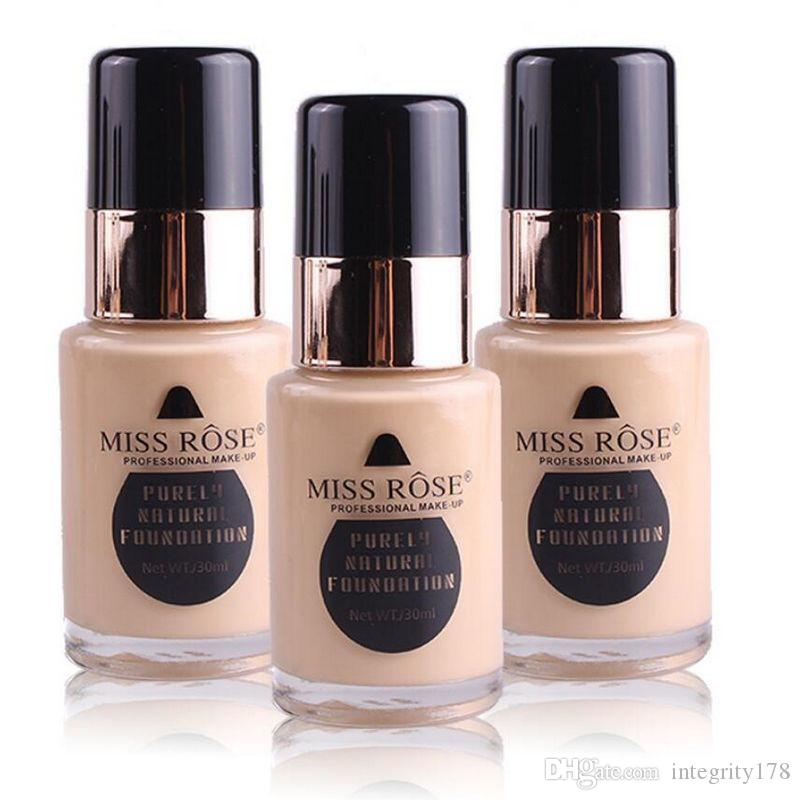 MISS RÔSE®
PROFESSIONAL MAKE-UP
PURELY
NATURAL
FOUNDATION
Net WT./30ml
MISS RÔSE®
PROFESSIONAL MAKE-UP
PURELY
NATURAL
FOUNDATION
Net WT./30ml
MISS RÔSE®
PROFESSIONAL MAKE-UP
PURELY
NATURAL
FOUNDATION
Net WT./30ml
DHgate.com integrity178